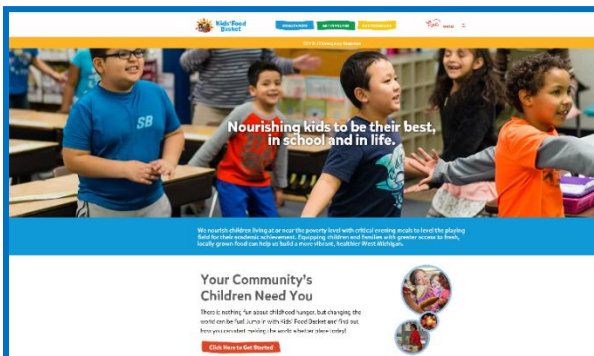 Kids' Food
Basket
Nourishing kids to be their best,
in school and in life.
We nourish children living at or near the poverty level with critical evening meals to level the playing
field for their academic achievement. Equipping children and families with greater access to fresh,
locally grown food can help us build a more vibrant, healthier West Michigan.
Your Community's
Children Need You
There is nothing fun about childhood hunger, but changing the
world can be fun! Jump in with Kids' Food Basket and find out
how you can start making the world a better place today!
Click Here to Get Started
SB